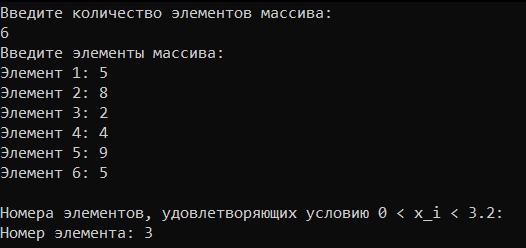 Введите количество элементов массива:
6
Введите элементы массива:
Элемент 1: 5
Элемент 2: 8
Элемент 3: 2
Элемент 4: 4
Элемент 5: 9
Элемент 6: 5
Номера элементов, удовлетворяющих условию 0 < x_i < 3.2:
Номер элемента: 3